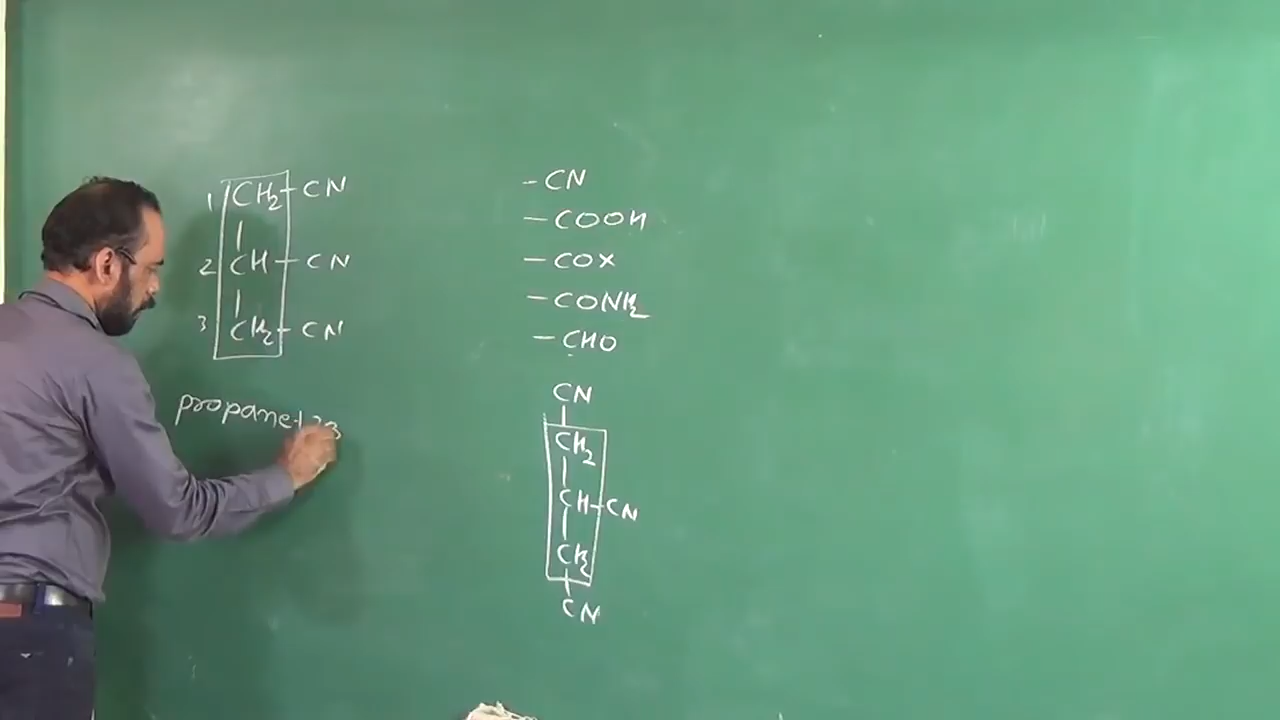 1 CH2-CN
|
2 CH-CN
|
3 CH2-CN
propane-123
-CN
-COOH
-COX
-CONH2
-CHO
CN
|
CH2
|
CH-CN
|
CH2
|
CN